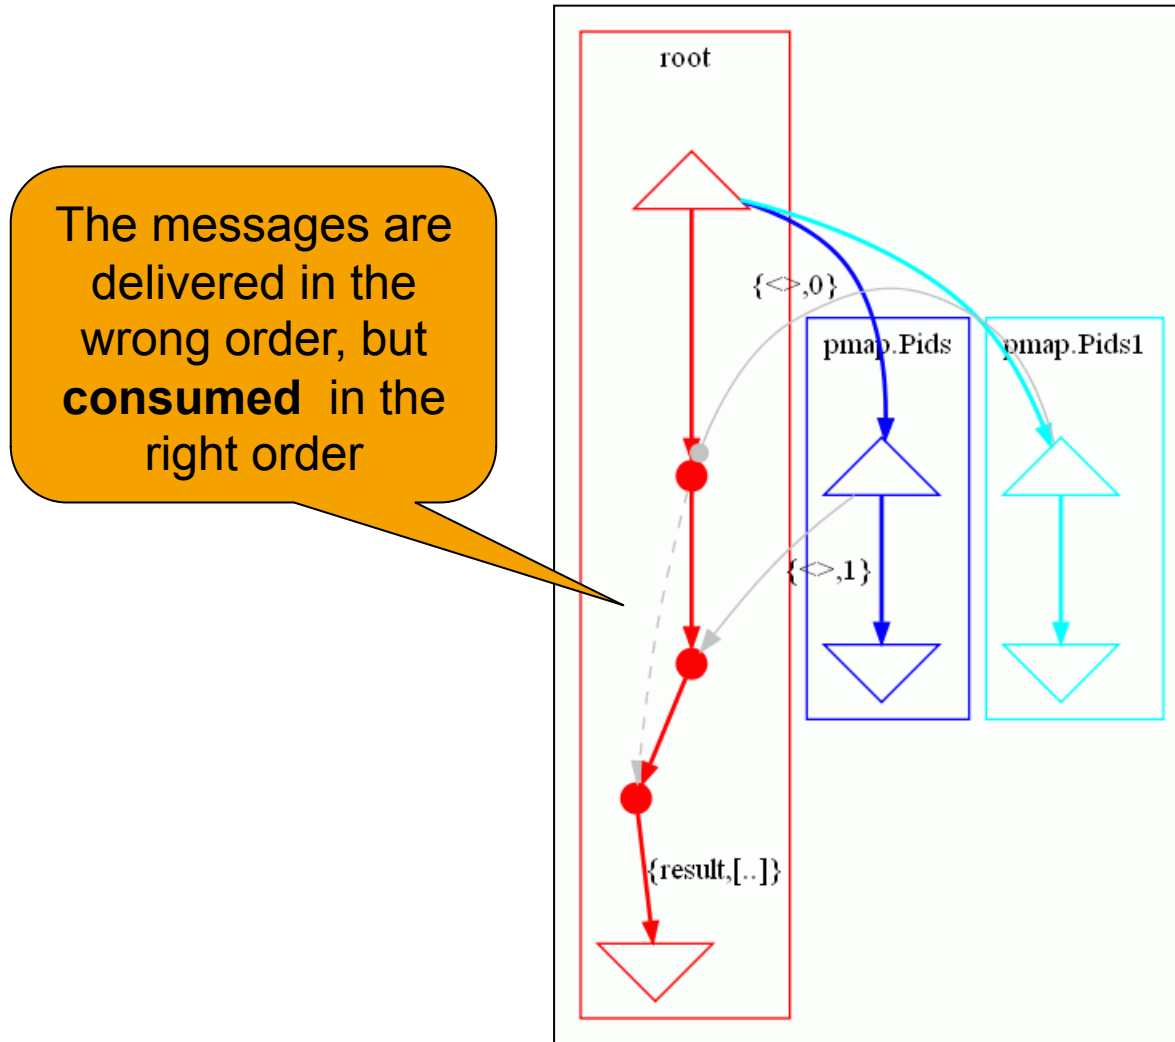 root
The messages are
delivered in the
wrong order, but
consumed in the
right order
{<>,0}
pmap.Pids
pmap.Pids1
{<>,1}
{result,[..]}